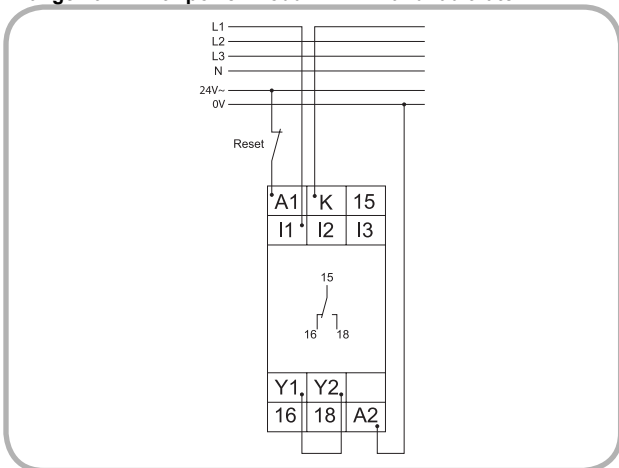 L1
L2
L3
N
24V~
0V
Reset
A1 K 15
I1 I2 I3
15
16 18
Y1 Y2
16 18 A2